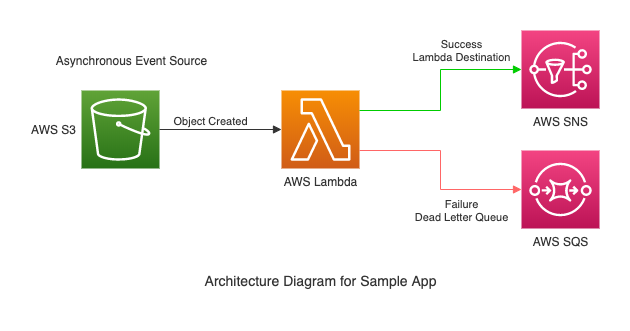 Asynchronous Event Source
AWS S3
Object Created
AWS Lambda
Success
Lambda Destination
AWS SNS
Failure
Dead Letter Queue
AWS SQS
Architecture Diagram for Sample App